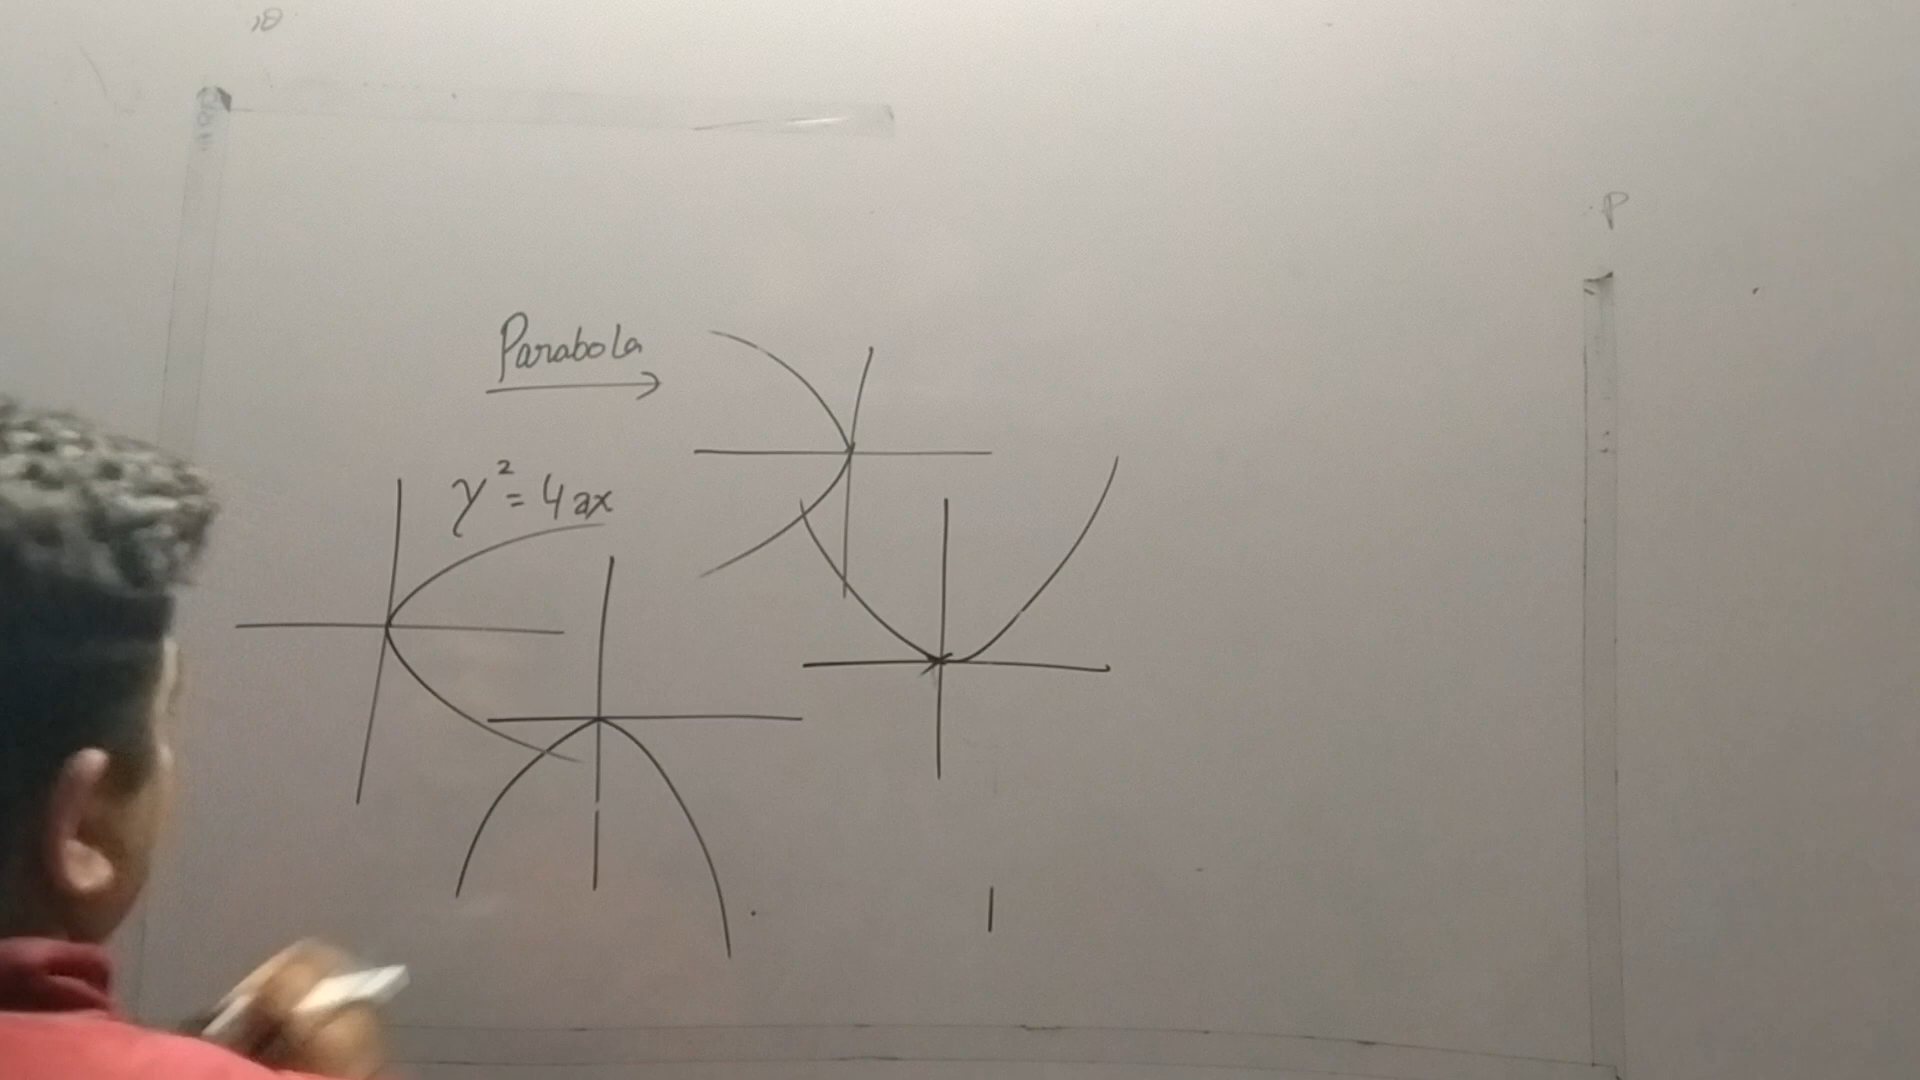 Parabola
y² = 4ax
P